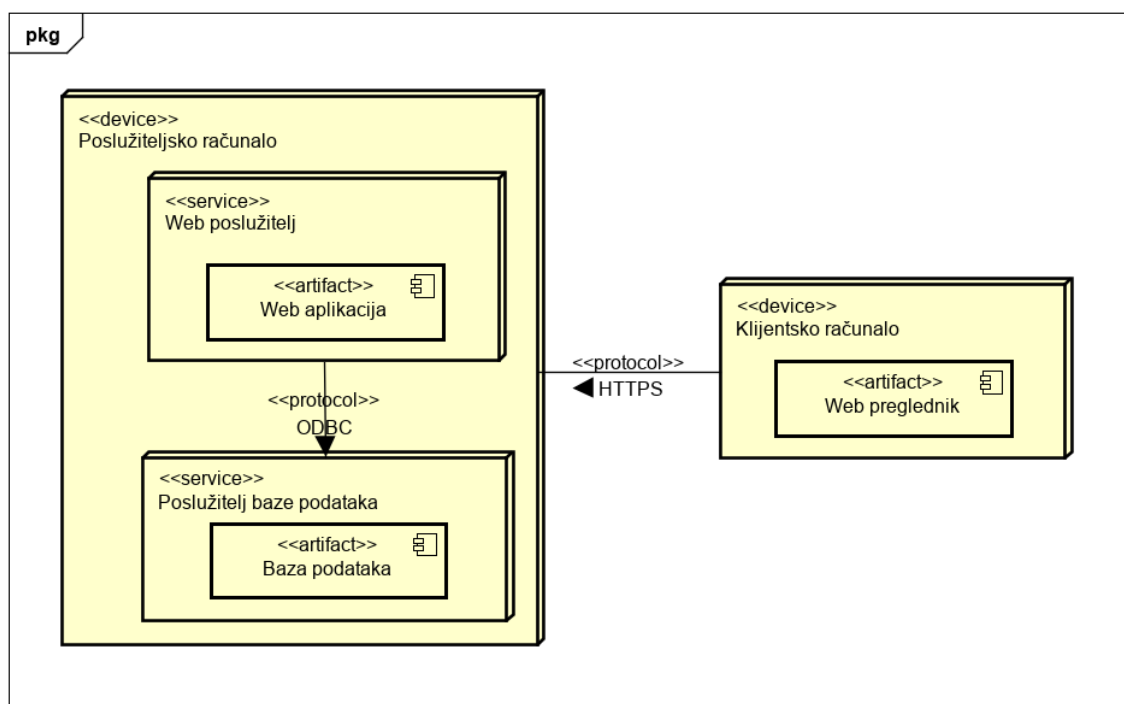 pkg
<<device>>
Poslužiteljsko računalo
<<service>>
Web poslužitelj
<<artifact>>
Web aplikacija
<<protocol>>
ODBC
<<service>>
Poslužitelj baze podataka
<<artifact>>
Baza podataka
<<protocol>>
HTTPS
<<device>>
Klijentsko računalo
<<artifact>>
Web preglednik